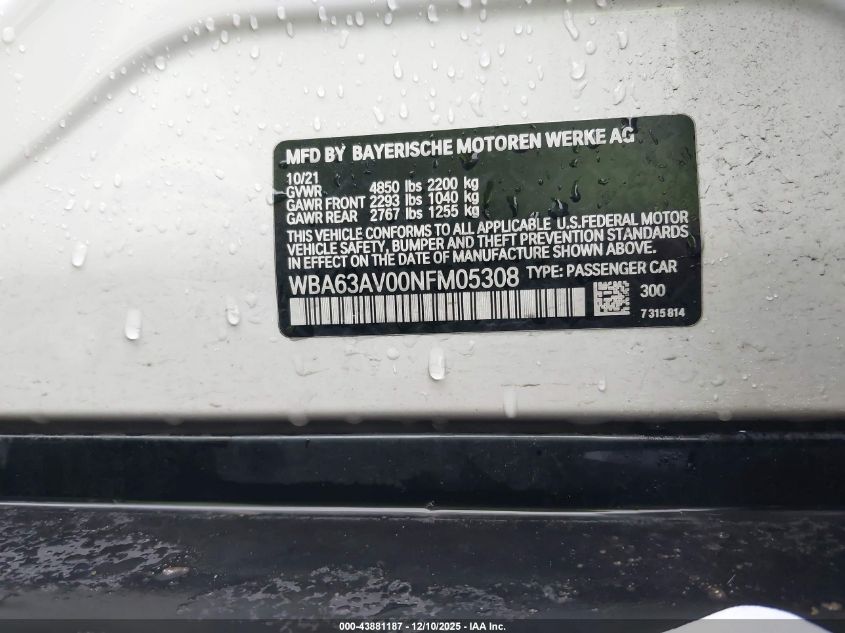 MFD BY BAYERISCHE MOTOREN WERKE AG
10/21
GVWR 4850 lbs 2200 kg
GAWR FRONT 2293 lbs 1040 kg
GAWR REAR 2767 lbs 1255 kg
THIS VEHICLE CONFORMS TO ALL APPLICABLE U.S.FEDERAL MOTOR
VEHICLE SAFETY, BUMPER AND THEFT PREVENTION STANDARDS
IN EFFECT ON THE DATE OF MANUFACTURE SHOWN ABOVE.
WBA63AV00NFM05308 TYPE: PASSENGER CAR
300
7 315 814
000-43881187 - 12/10/2025 - IAA Inc.